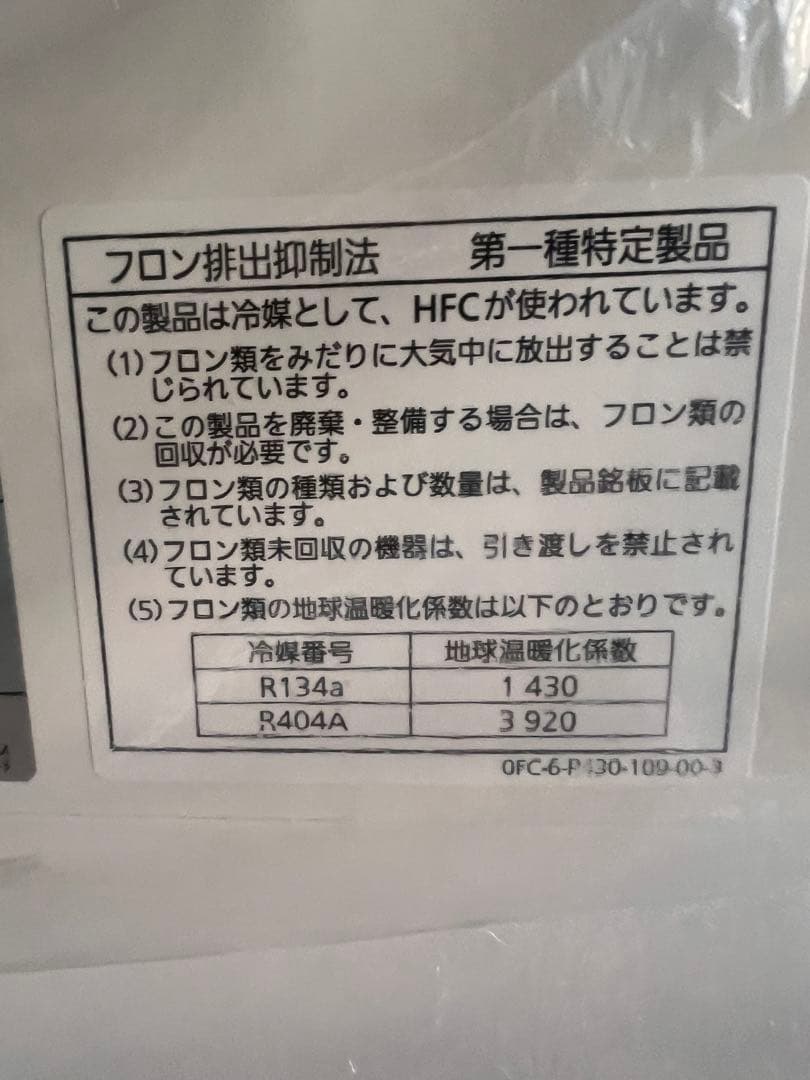 フロン排出抑制法 第一種特定製品
この製品は冷媒として、HFCが使われています。
(1)フロン類をみだりに大気中に放出することは禁
じられています。
(2)この製品を廃棄・整備する場合は、フロン類の
回収が必要です。
(3)フロン類の種類および数量は、製品銘板に記載
されています。
(4)フロン類未回収の機器は、引き渡しを禁止され
ています。
(5)フロン類の地球温暖化係数は以下のとおりです。
冷媒番号 地球温暖化係数
R134a 1 430
R404A 3 920